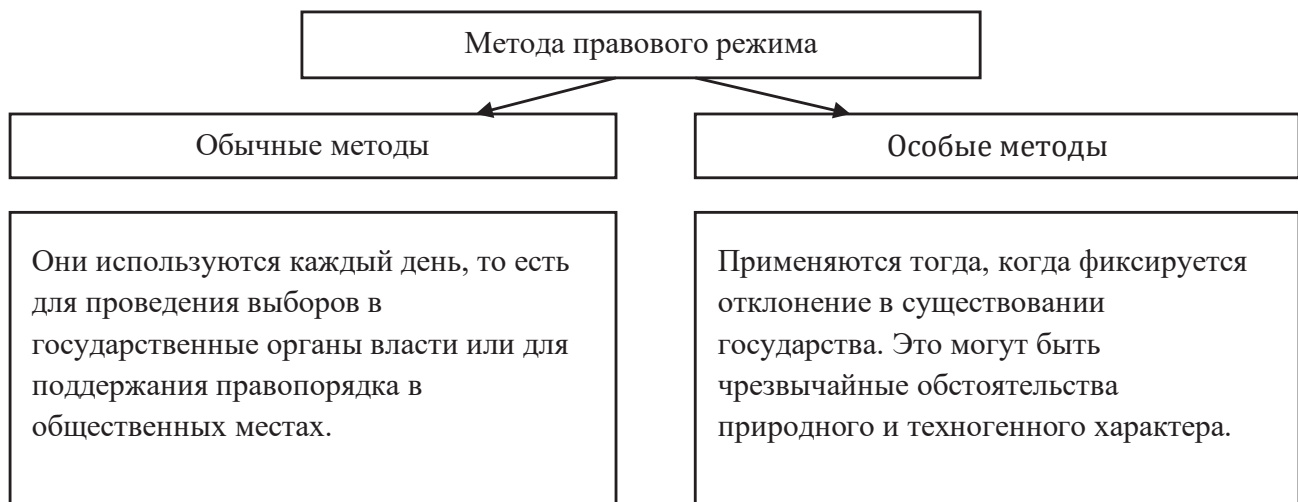 Метода правового режима
Обычные методы
Особые методы
Они используются каждый день, то есть
для проведения выборов в
государственные органы власти или для
поддержания правопорядка в
общественных местах.
Применяются тогда, когда фиксируется
отклонение в существовании
государства. Это могут быть
чрезвычайные обстоятельства
природного и техногенного характера.